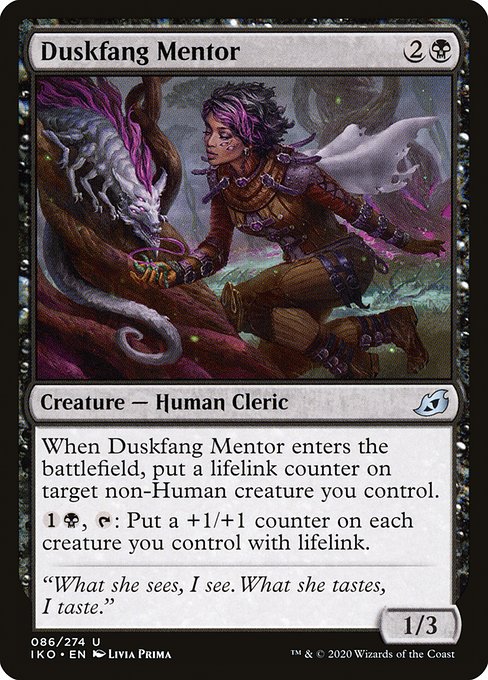 Duskfang Mentor 2
Creature — Human Cleric
When Duskfang Mentor enters the
battlefield, put a lifelink counter on
target non-Human creature you control.
1, : Put a +1/+1 counter on each
creature you control with lifelink.
“What she sees, I see. What she tastes,
I taste.”
1/3
086/274 U
IKO • EN Livia Prima
™ & © 2020 Wizards of the Coast